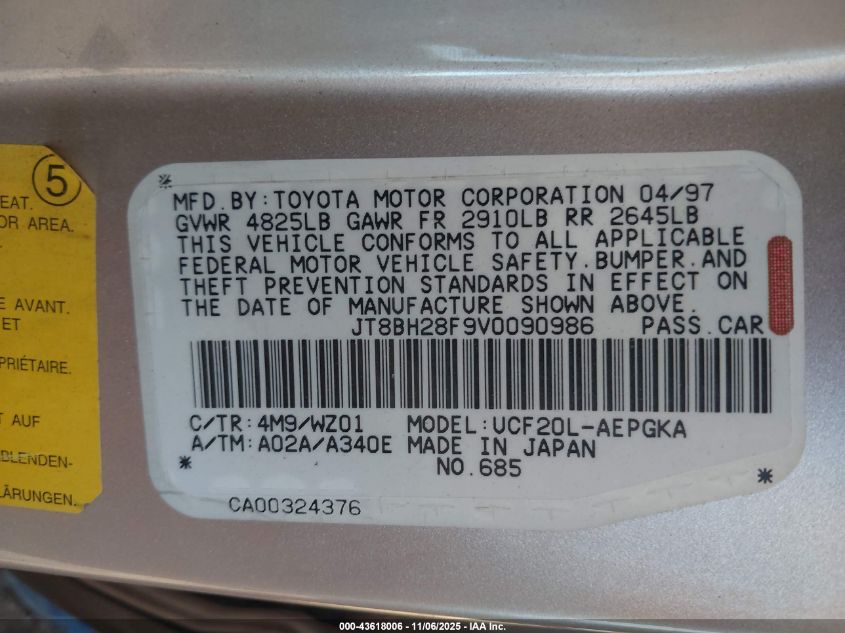 5
EAT.
OR AREA.
E AVANT.
ET
PRIÉTAIRE.
T AUF
BLENDEN-
LÄRUNGEN.
MFD.BY:TOYOTA MOTOR CORPORATION 04/97
GVWR 4825LB GAWR FR 2910LB RR 2645LB
THIS VEHICLE CONFORMS TO ALL APPLICABLE
FEDERAL MOTOR VEHICLE SAFETY.BUMPER.AND
THEFT PREVENTION STANDARDS IN EFFECT ON
THE DATE OF MANUFACTURE SHOWN ABOVE.
JT8BH28F9V0090986 PASS.CAR
C/TR:4M9/WZ01 MODEL:UCF20L-AEPGKA
A/TM:A02A/A340E MADE IN JAPAN
NO.685
CA00324376
000-43618006 - 11/06/2025 - IAA Inc.